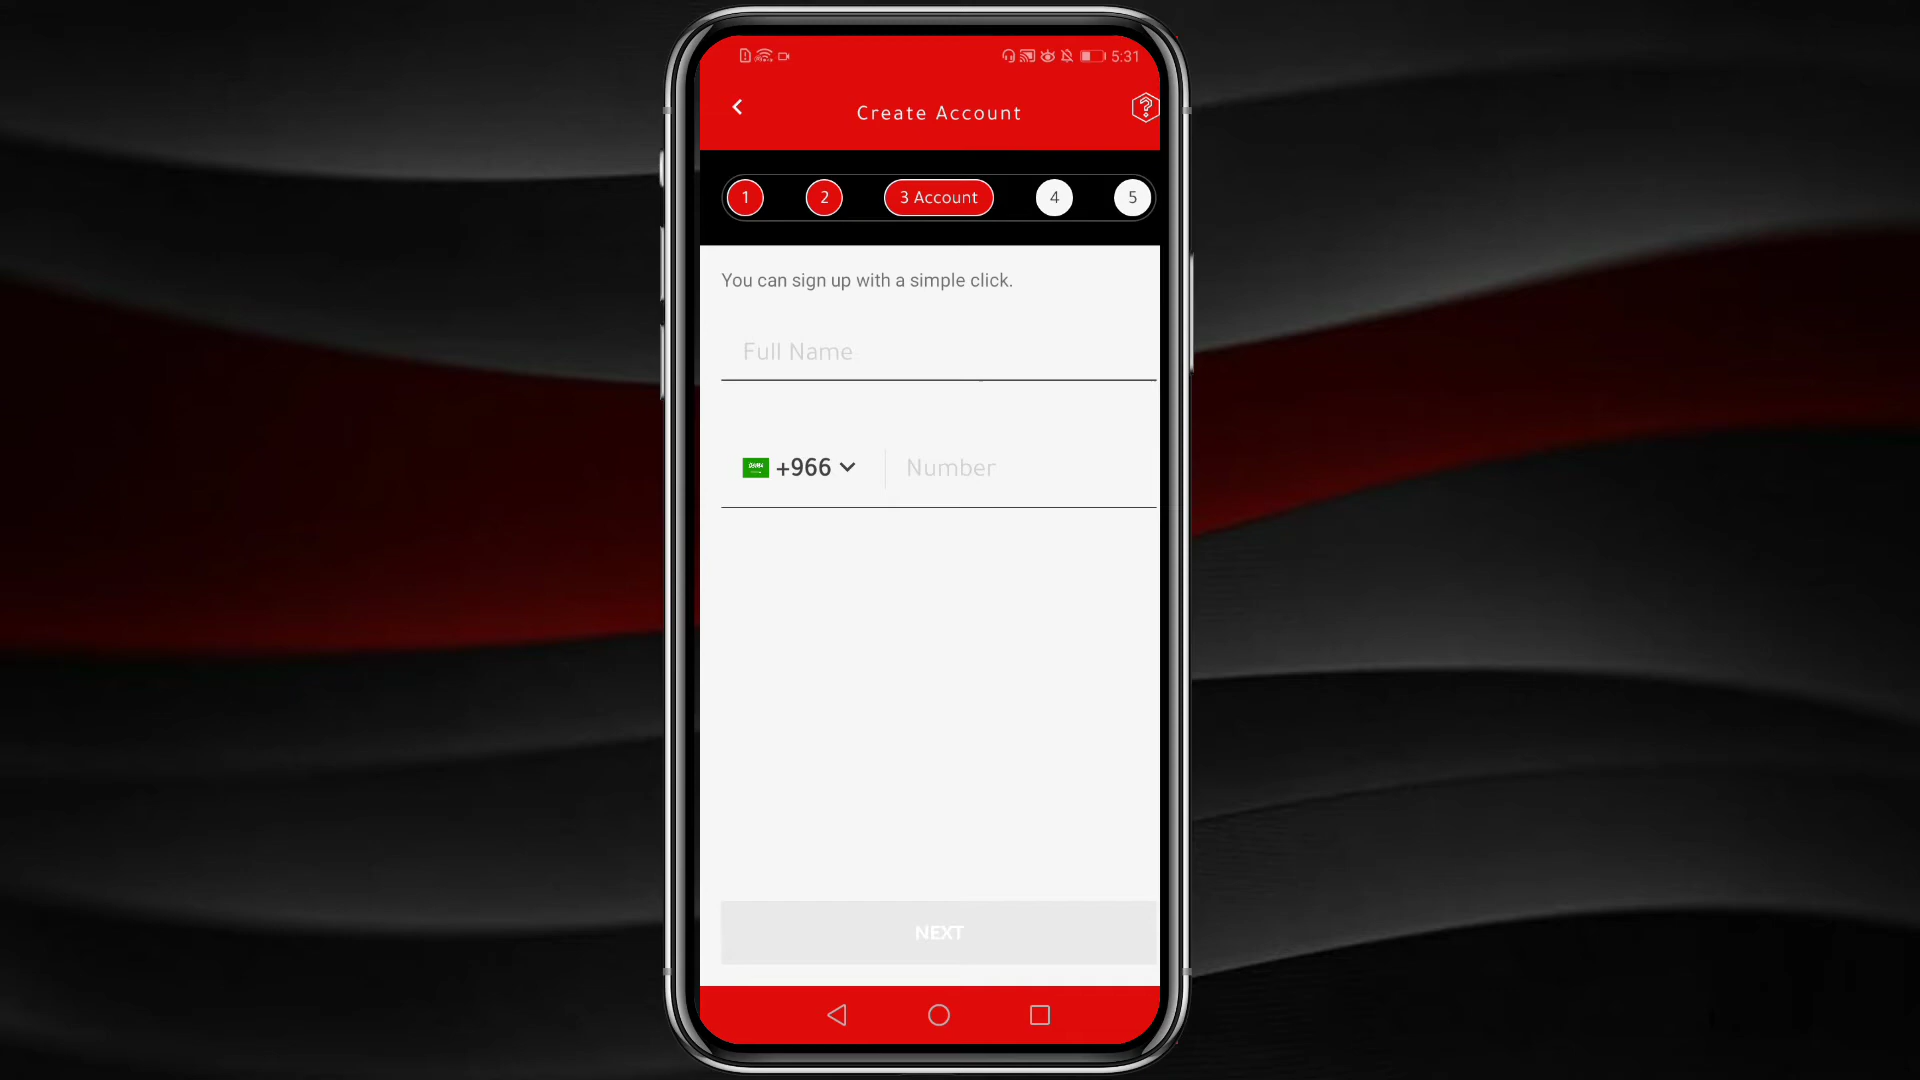 5:31
Create Account
1 2 3 Account 4 5
You can sign up with a simple click.
Full Name
+966 Number
NEXT